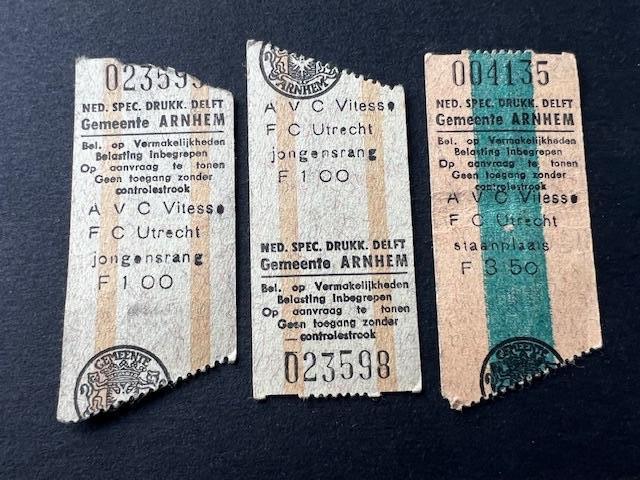 023599
NED. SPEC. DRUKK. DELFT
Gemeente ARNHEM
Bel. op Vermakelijkheden
Belasting Inbegrepen
Op aanvraag te tonen
Geen toegang zonder
controlestrook
A V C Vitesse
F C Utrecht
jongensrang
F 1 00
GEMEENTE
ARNHEM
A V C Vitesse
F C Utrecht
jongensrang
F 1 00
NED. SPEC. DRUKK. DELFT
Gemeente ARNHEM
Bel. op Vermakelijkheden
Belasting Inbegrepen
Op aanvraag te tonen
Geen toegang zonder
controlestrook
023598
004135
NED. SPEC. DRUKK. DELFT
Gemeente ARNHEM
Bel. op Vermakelijkheden
Belasting Inbegrepen
Op aanvraag te tonen
Geen toegang zonder
controlestrook
A V C Vitesse
F C Utrecht
staanplaats
F 3 50
GEMEENTE